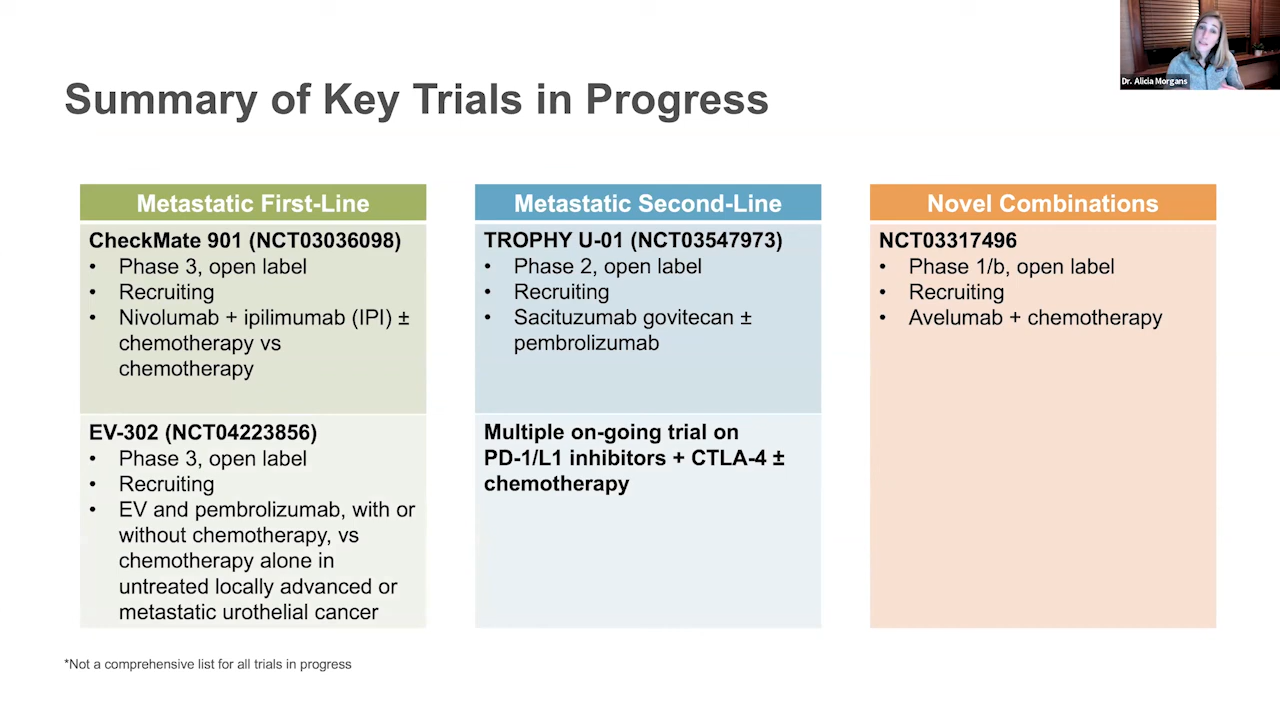 Dr. Alicia Morgans
Summary of Key Trials in Progress
Metastatic First-Line
CheckMate 901 (NCT03036098)
• Phase 3, open label
• Recruiting
• Nivolumab + ipilimumab (IPI) ±
chemotherapy vs
chemotherapy
EV-302 (NCT04223856)
• Phase 3, open label
• Recruiting
• EV and pembrolizumab, with or
without chemotherapy, vs
chemotherapy alone in
untreated locally advanced or
metastatic urothelial cancer
Metastatic Second-Line
TROPHY U-01 (NCT03547973)
• Phase 2, open label
• Recruiting
• Sacituzumab govitecan ±
pembrolizumab
Multiple on-going trial on
PD-1/L1 inhibitors + CTLA-4 ±
chemotherapy
Novel Combinations
NCT03317496
• Phase 1/b, open label
• Recruiting
• Avelumab + chemotherapy
*Not a comprehensive list for all trials in progress